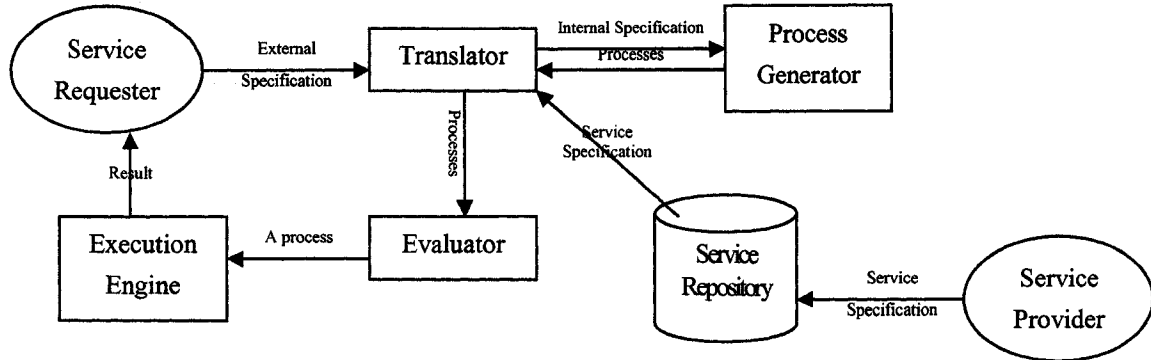 Service
Requester
External
Specification
Translator
Internal Specification
Processes
Process
Generator
Processes
Service
Specification
Result
Execution
Engine
A process
Evaluator
Service
Repository
Service
Specification
Service
Provider